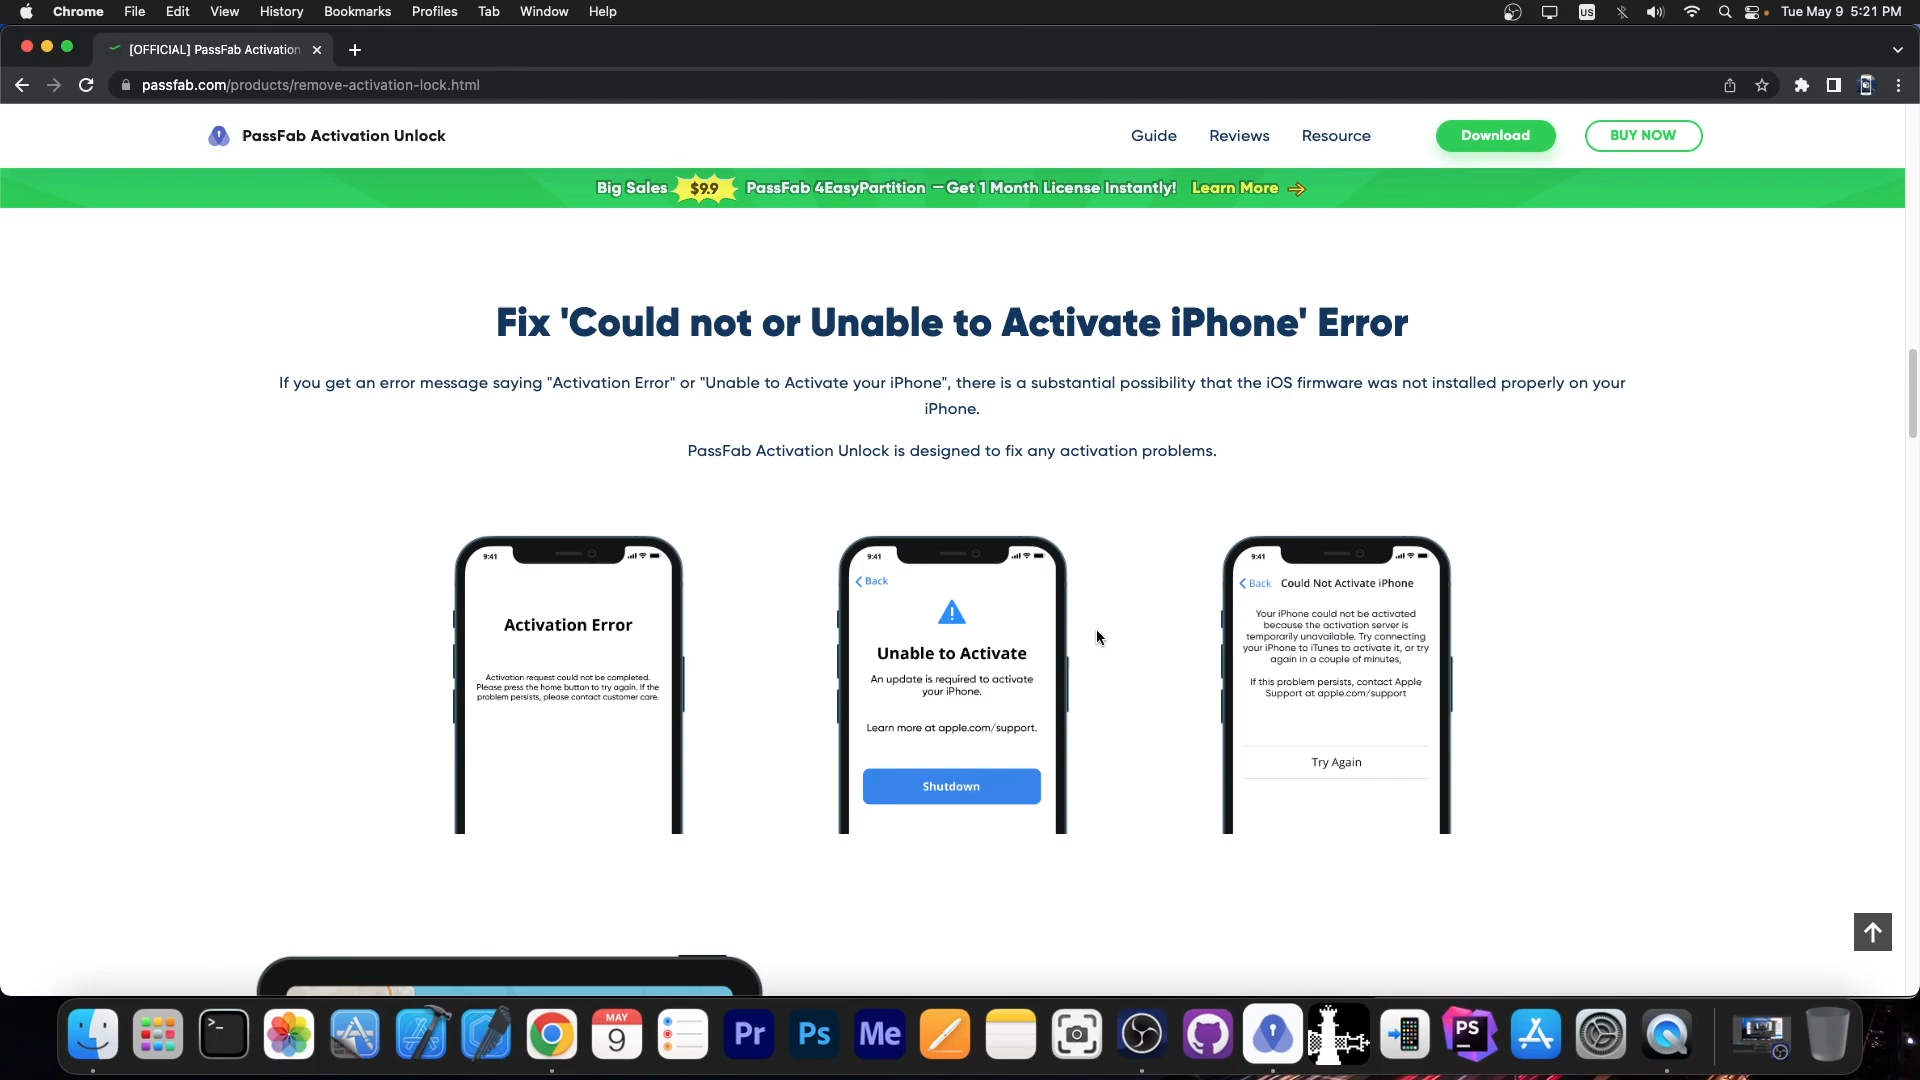 Chrome File Edit View History Bookmarks Profiles Tab Window Help
US
Tue May 9 5:21 PM
[OFFICIAL] PassFab Activation
passfab.com/products/remove-activation-lock.html
PassFab Activation Unlock
Guide Reviews Resource Download BUY NOW
Big Sales $9.9 PassFab 4EasyPartition — Get 1 Month License Instantly! Learn More
Fix 'Could not or Unable to Activate iPhone' Error
If you get an error message saying "Activation Error" or "Unable to Activate your iPhone", there is a substantial possibility that the iOS firmware was not installed properly on your
iPhone.
PassFab Activation Unlock is designed to fix any activation problems.
9:41
Activation Error
Activation request could not be completed.
Please press the home button to try again. If the
problem persists, please contact customer care.
9:41
Back
Unable to Activate
An update is required to activate
your iPhone.
Learn more at apple.com/support.
Shutdown
9:41
Back Could Not Activate iPhone
Your iPhone could not be activated
because the activation server is
temporarily unavailable. Try connecting
your iPhone to iTunes to activate it, or try
again in a couple of minutes,
If this problem persists, contact Apple
Support at apple.com/support
Try Again
MAY
9
Pr
Ps
Me
PS